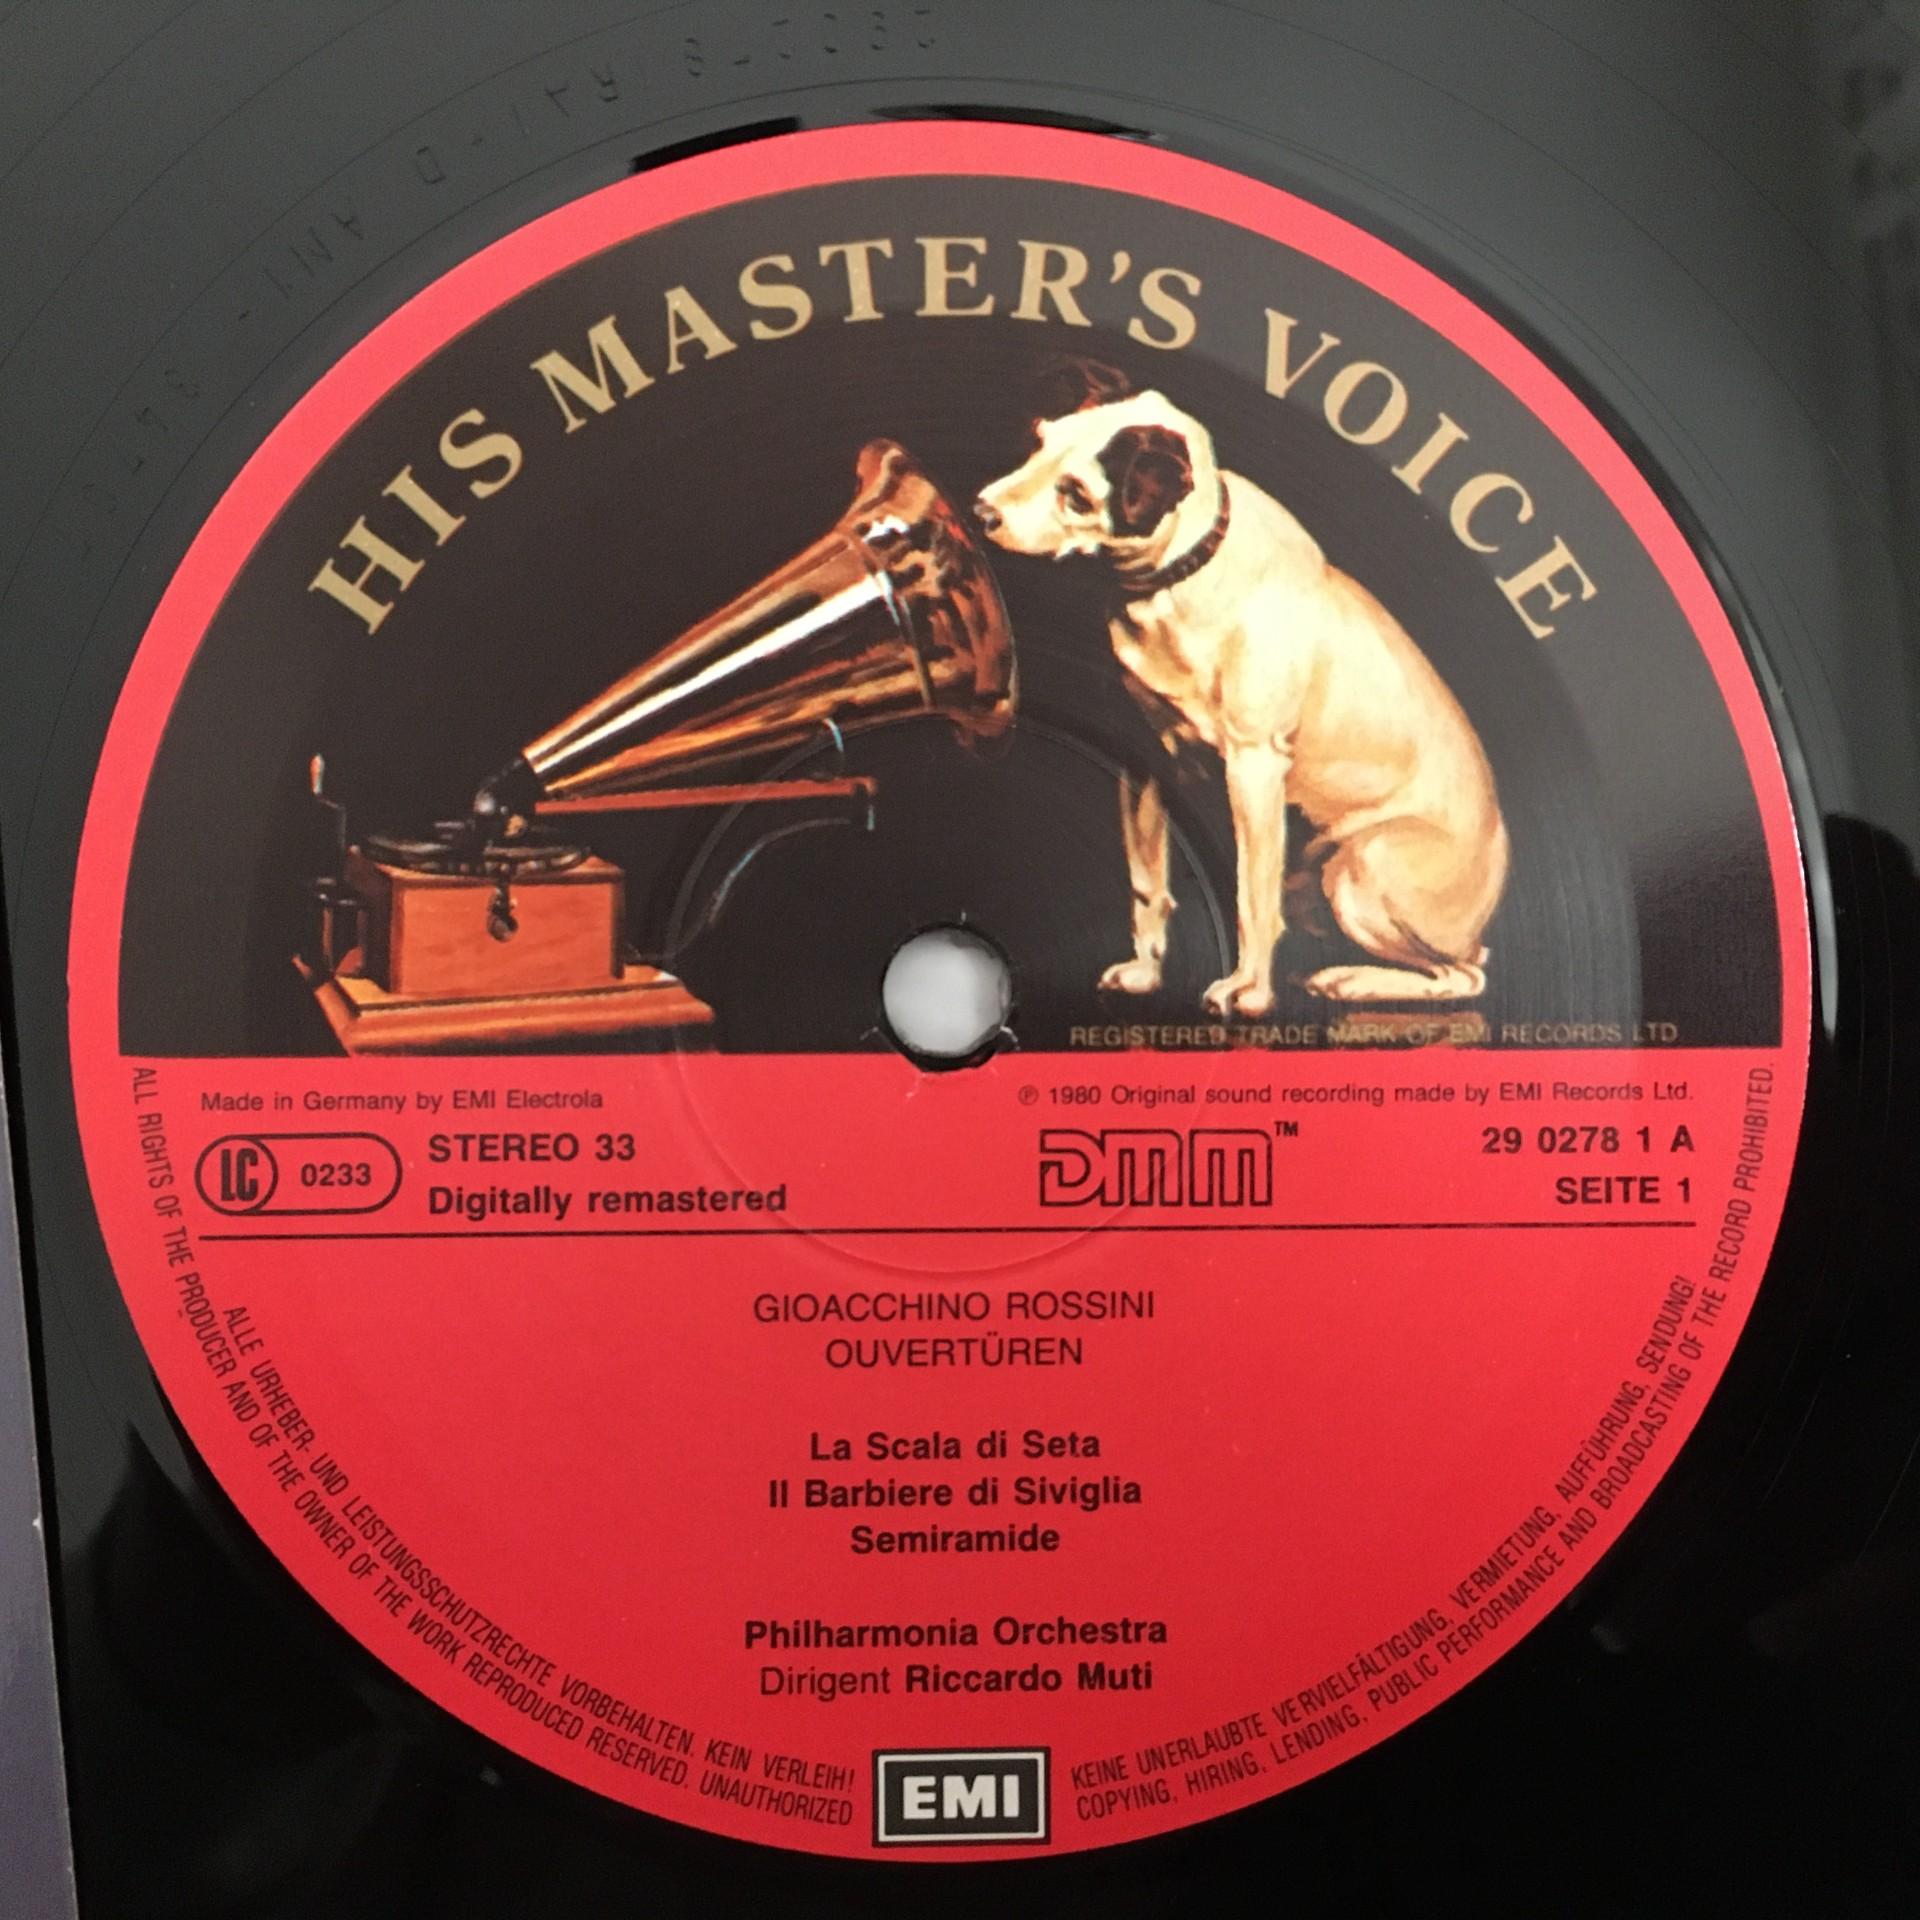 HIS MASTER'S VOICE
REGISTERED TRADE MARK OF EMI RECORDS LTD
Made in Germany by EMI Electrola
℗ 1980 Original sound recording made by EMI Records Ltd.
LC 0233
STEREO 33
Digitally remastered
DMM™
29 0278 1 A
SEITE 1
GIOACCHINO ROSSINI
OUVERTÜREN
La Scala di Seta
Il Barbiere di Siviglia
Semiramide
Philharmonia Orchestra
Dirigent Riccardo Muti
EMI
ALLE URHEBER- UND LEISTUNGSSCHUTZRECHTE VORBEHALTEN. KEIN VERLEIH! KEINE UNERLAUBTE VERVIELFÄLTIGUNG, VERMIETUNG, AUFFÜHRUNG, SENDUNG!
ALL RIGHTS OF THE PRODUCER AND OF THE OWNER OF THE WORK REPRODUCED RESERVED. UNAUTHORIZED COPYING, HIRING, LENDING, PUBLIC PERFORMANCE AND BROADCASTING OF THE RECORD PROHIBITED.